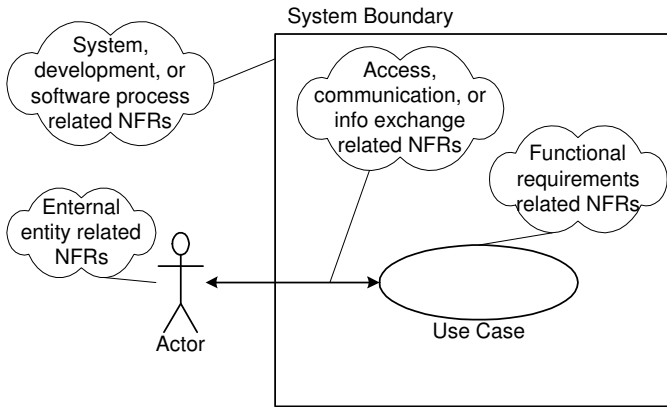 System Boundary
System,
development, or
software process
related NFRs
Access,
communication, or
info exchange
related NFRs
Functional
requirements
related NFRs
Enternal
entity related
NFRs
Actor
Use Case